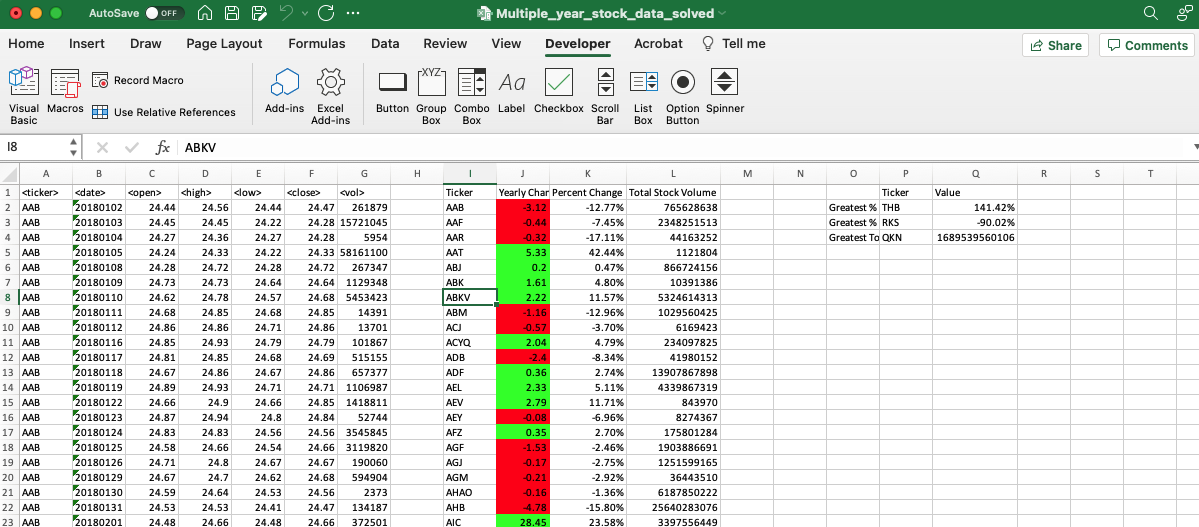 AutoSave OFF Multiple_year_stock_data_solved
Home Insert Draw Page Layout Formulas Data Review View Developer Acrobat Tell me Share Comments
Visual Basic Macros Record Macro Use Relative References Add-ins Excel Add-ins Button Group Box Combo Box Label Checkbox Scroll Bar List Box Option Button Spinner
XYZ Aa
I8 fx ABKV
A B C D E F G H I J K L M N O P Q R S T
1 <ticker> <date> <open> <high> <low> <close> <vol> Ticker Yearly Char Percent Change Total Stock Volume Ticker Value
2 AAB 20180102 24.44 24.56 24.44 24.47 261879 AAB -3.12 -12.77% 765628638 Greatest % THB 141.42%
3 AAB 20180103 24.45 24.45 24.22 24.28 15721045 AAF -0.44 -7.45% 2348251513 Greatest % RKS -90.02%
4 AAB 20180104 24.27 24.36 24.27 24.28 5954 AAR -0.32 -17.11% 44163252 Greatest To QKN 1689539560106
5 AAB 20180105 24.24 24.33 24.22 24.33 58161100 AAT 5.33 42.44% 1121804
6 AAB 20180108 24.28 24.72 24.28 24.72 267347 ABJ 0.2 0.47% 866724156
7 AAB 20180109 24.73 24.73 24.64 24.64 1129348 ABK 1.61 4.80% 10391386
8 AAB 20180110 24.62 24.78 24.57 24.68 5453423 ABKV 2.22 11.57% 5324614313
9 AAB 20180111 24.68 24.85 24.68 24.85 14391 ABM -1.16 -12.96% 1029560425
10 AAB 20180112 24.86 24.86 24.71 24.86 13701 ACJ -0.57 -3.70% 6169423
11 AAB 20180116 24.85 24.93 24.79 24.79 101867 ACYQ 2.04 4.79% 234097825
12 AAB 20180117 24.81 24.85 24.68 24.69 515155 ADB -2.4 -8.34% 41980152
13 AAB 20180118 24.67 24.86 24.67 24.86 657377 ADF 0.36 2.74% 13907867898
14 AAB 20180119 24.89 24.93 24.71 24.71 1106987 AEL 2.33 5.11% 4339867319
15 AAB 20180122 24.66 24.9 24.66 24.85 1418811 AEV 2.79 11.71% 843970
16 AAB 20180123 24.87 24.94 24.8 24.84 52744 AEY -0.08 -6.96% 8274367
17 AAB 20180124 24.83 24.83 24.56 24.56 3545845 AFZ 0.35 2.70% 175801284
18 AAB 20180125 24.58 24.66 24.54 24.66 3119820 AGF -1.53 -2.46% 1903886691
19 AAB 20180126 24.71 24.8 24.67 24.67 190060 AGJ -0.17 -2.75% 1251599165
20 AAB 20180129 24.67 24.7 24.62 24.68 594904 AGM -0.21 -2.92% 36443510
21 AAB 20180130 24.59 24.64 24.53 24.56 2373 AHAO -0.16 -1.36% 6187850222
22 AAB 20180131 24.53 24.53 24.41 24.47 134187 AHB -4.78 -15.80% 25640283076
23 AAB 20180201 24.48 24.66 24.48 24.66 372501 AIC 28.45 23.58% 3397556449